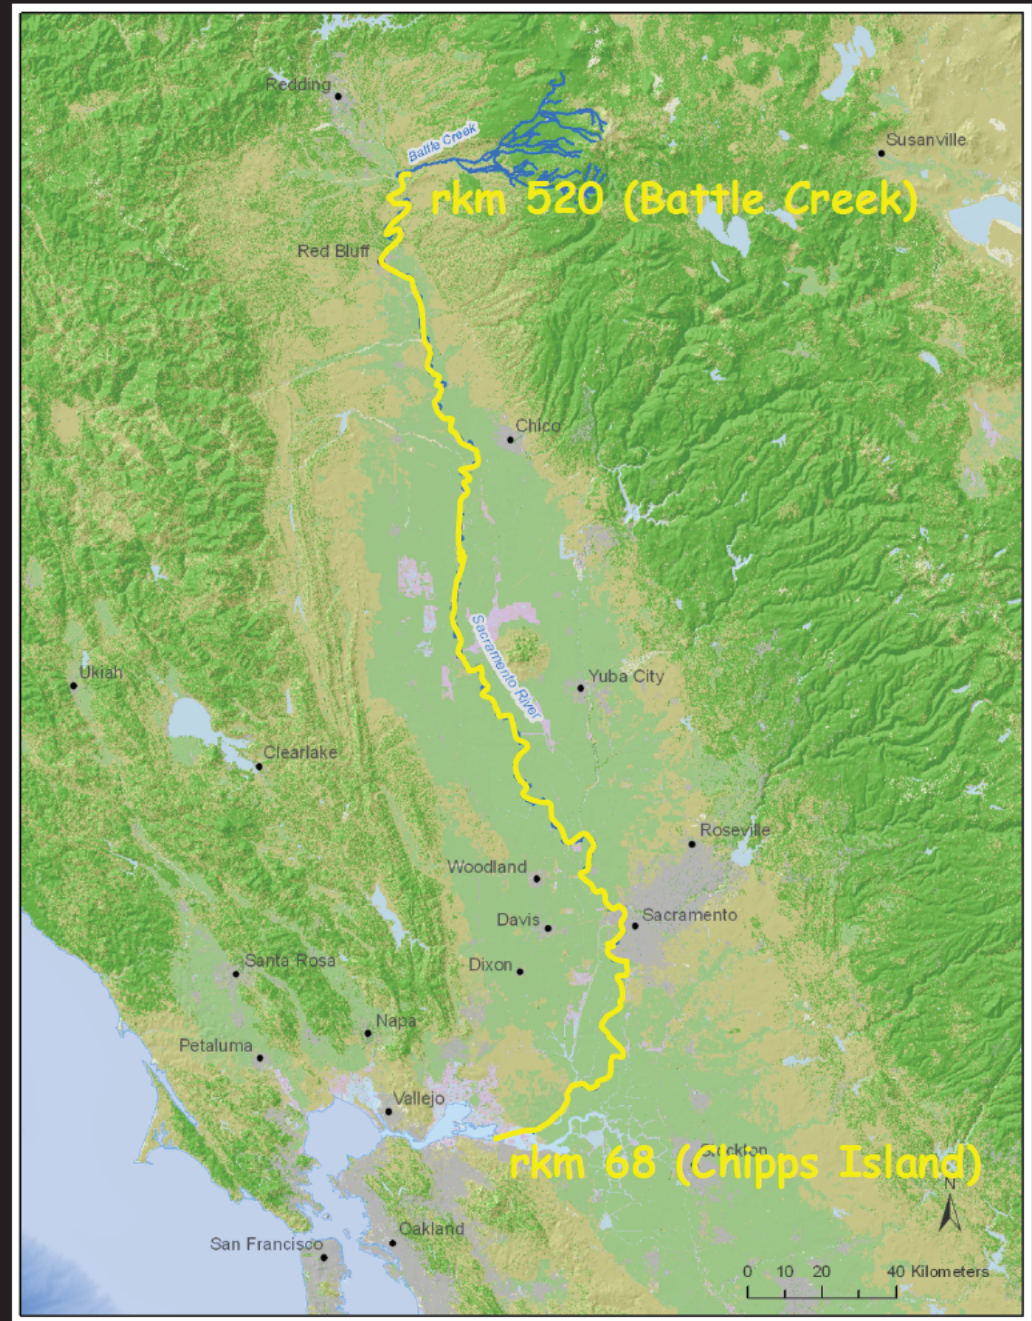 Redding
Battle Creek
Susanville
rkm 520 (Battle Creek)
Red Bluff
Chico
Sacramento River
Ukiah
Yuba City
Clearlake
Roseville
Woodland
Sacramento
Davis
Dixon
Santa Rosa
Napa
Petaluma
Vallejo
Stockton
rkm 68 (Chipps Island)
N
Oakland
San Francisco
0 10 20 40 Kilometers